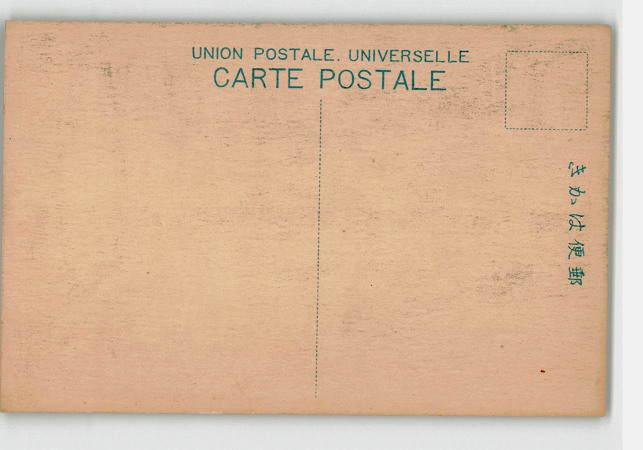 UNION POSTALE. UNIVERSELLE
CARTE POSTALE
きかは便郵